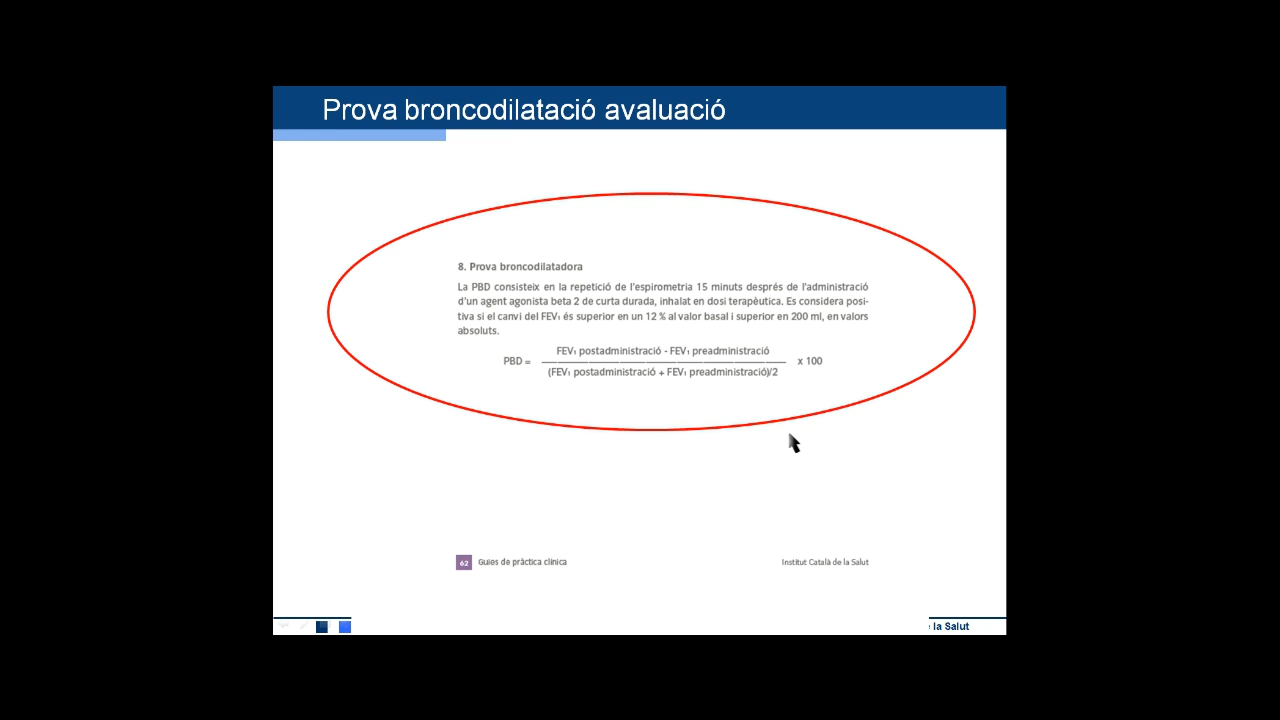 Prova broncodilatació avaluació
8. Prova broncodilatadora
La PBD consisteix en la repetició de l'espirometria 15 minuts després de l'administració
d'un agent agonista beta 2 de curta durada, inhalat en dosi terapèutica. Es considera posi-
tiva si el canvi del FEV₁ és superior en un 12 % al valor basal i superior en 200 ml, en valors
absoluts.
FEV₁ postadministració - FEV₁ preadministració
PBD = x 100
(FEV₁ postadministració + FEV₁ preadministració)/2
62 Guies de pràctica clínica
Institut Català de la Salut
la Salut